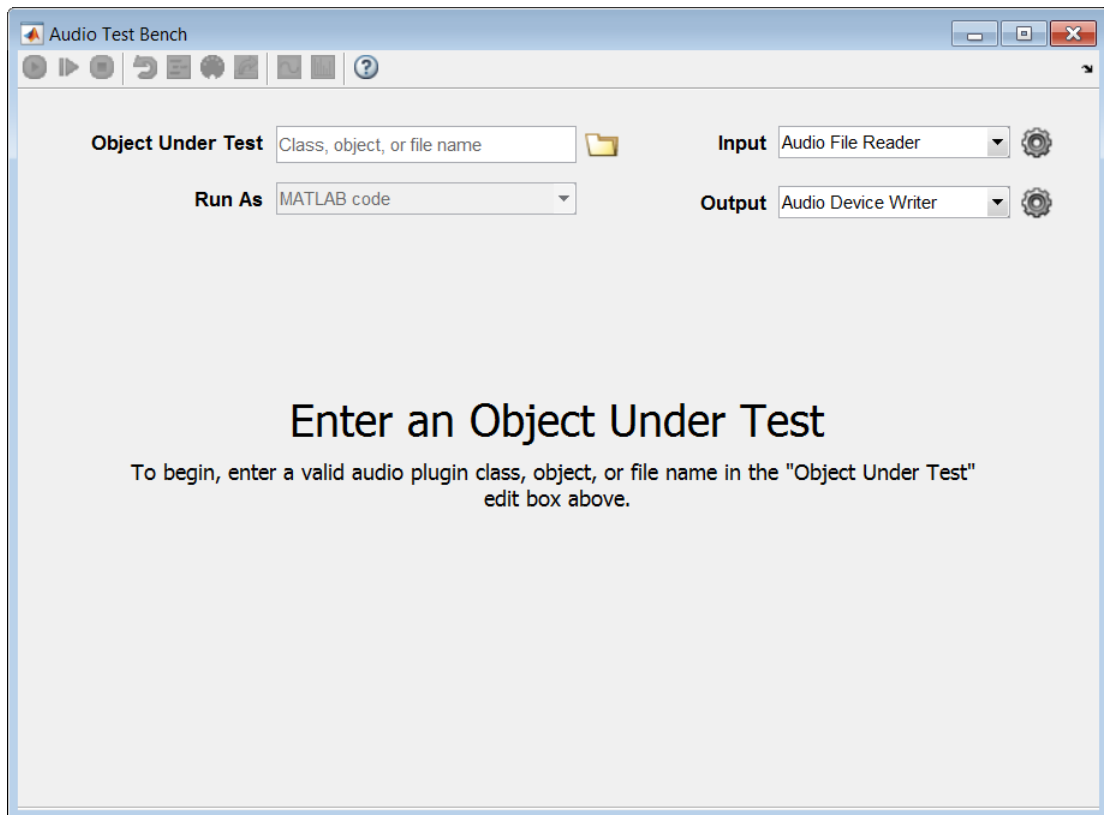 Audio Test Bench
Object Under Test Class, object, or file name Input Audio File Reader
Run As MATLAB code Output Audio Device Writer
Enter an Object Under Test
To begin, enter a valid audio plugin class, object, or file name in the "Object Under Test"
edit box above.